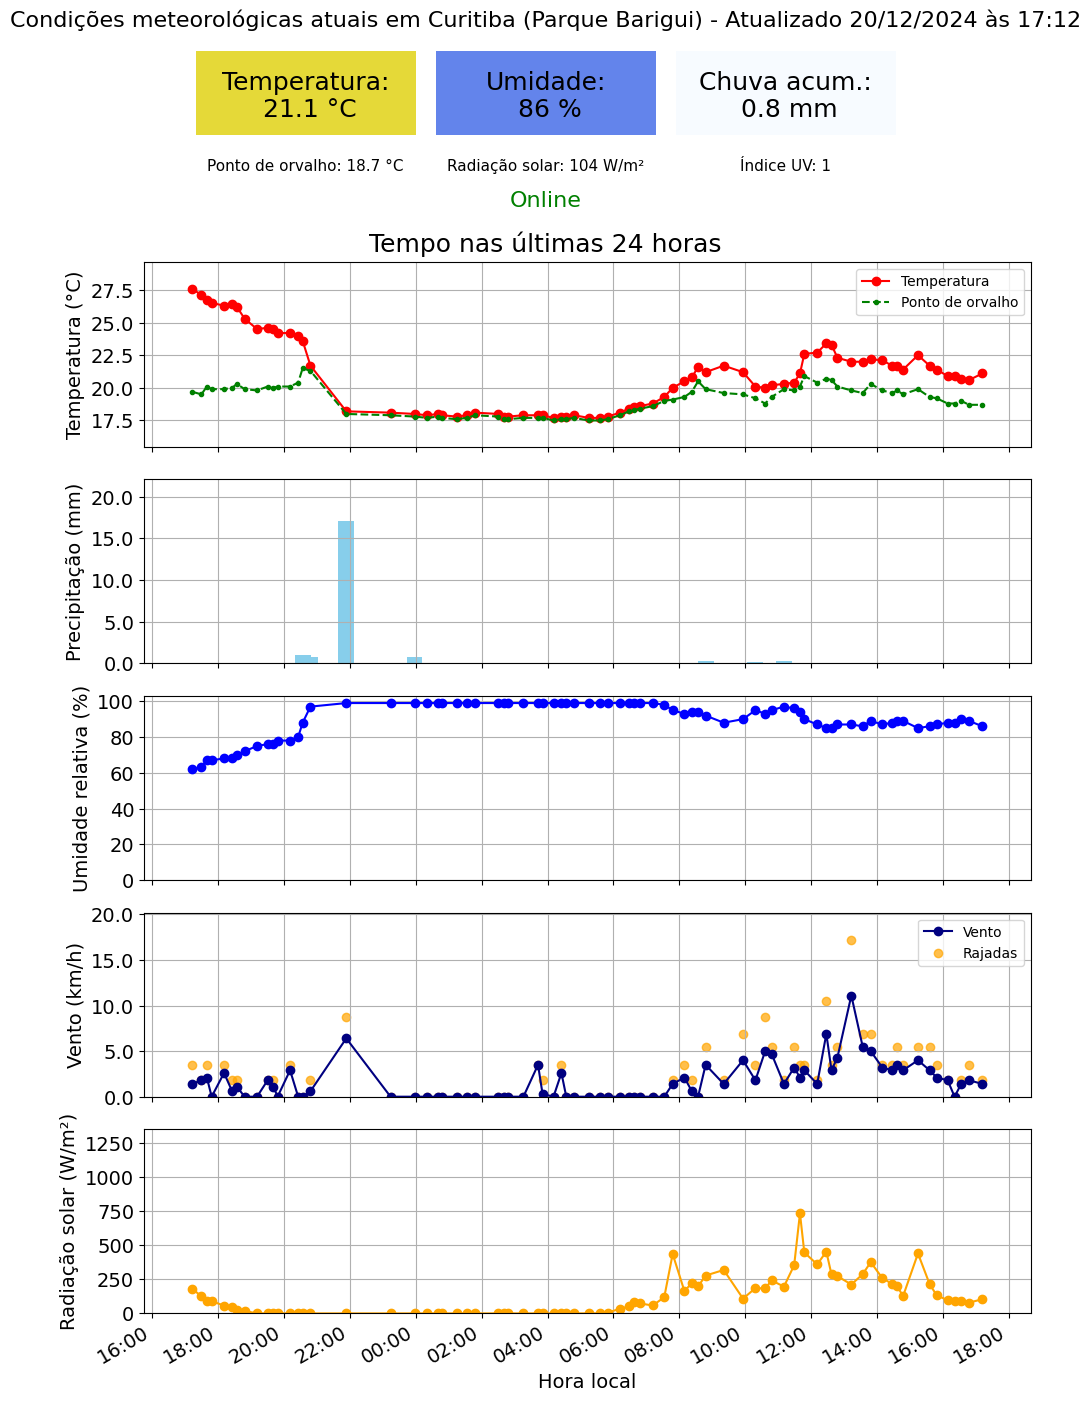 Condições meteorológicas atuais em Curitiba (Parque Barigui) - Atualizado 20/12/2024 às 17:12
Temperatura:
21.1 °C
Umidade:
86 %
Chuva acum.:
0.8 mm
Ponto de orvalho: 18.7 °C
Radiação solar: 104 W/m²
Índice UV: 1
Online
Tempo nas últimas 24 horas
Temperatura (°C)
27.5
25.0
22.5
20.0
17.5
Temperatura
Ponto de orvalho
Precipitação (mm)
20.0
15.0
10.0
5.0
0.0
Umidade relativa (%)
100
80
60
40
20
0
Vento (km/h)
20.0
15.0
10.0
5.0
0.0
Vento
Rajadas
Radiação solar (W/m²)
1250
1000
750
500
250
0
16:00 18:00 20:00 22:00 00:00 02:00 04:00 06:00 08:00 10:00 12:00 14:00 16:00 18:00
Hora local